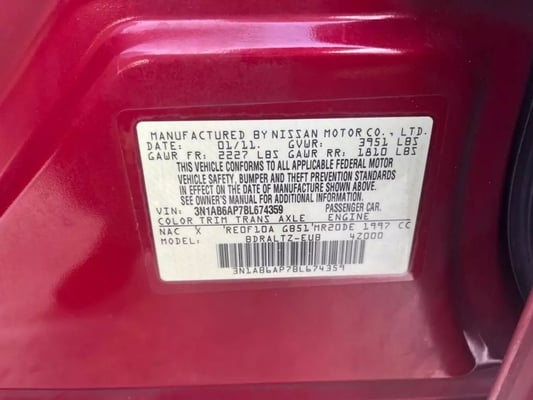 MANUFACTURED BY NISSAN MOTOR CO., LTD.
DATE: 01/11. GVWR: 3951 LBS
GAWR FR: 2227 LBS GAWR RR: 1810 LBS
THIS VEHICLE CONFORMS TO ALL APPLICABLE FEDERAL MOTOR
VEHICLE SAFETY, BUMPER AND THEFT PREVENTION STANDARDS
IN EFFECT ON THE DATE OF MANUFACTURE SHOWN ABOVE.
SEE OWNER'S MANUAL FOR ADDITIONAL INFORMATION.
VIN: 3N1AB6AP7BL674359 PASSENGER CAR.
COLOR TRIM TRANS AXLE ENGINE
NAC X RE0F10A GB51 MR20DE 1997 CC
MODEL: BDRALTZ-EUB 42000
3N1AB6AP7BL674359